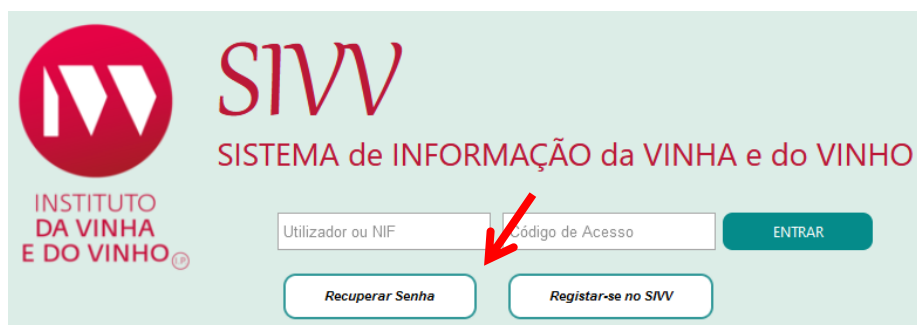 SIVV
SISTEMA de INFORMAÇÃO da VINHA e do VINHO
INSTITUTO
DA VINHA
E DO VINHO I.P.
Utilizador ou NIF
Código de Acesso
ENTRAR
Recuperar Senha
Registar-se no SIVV